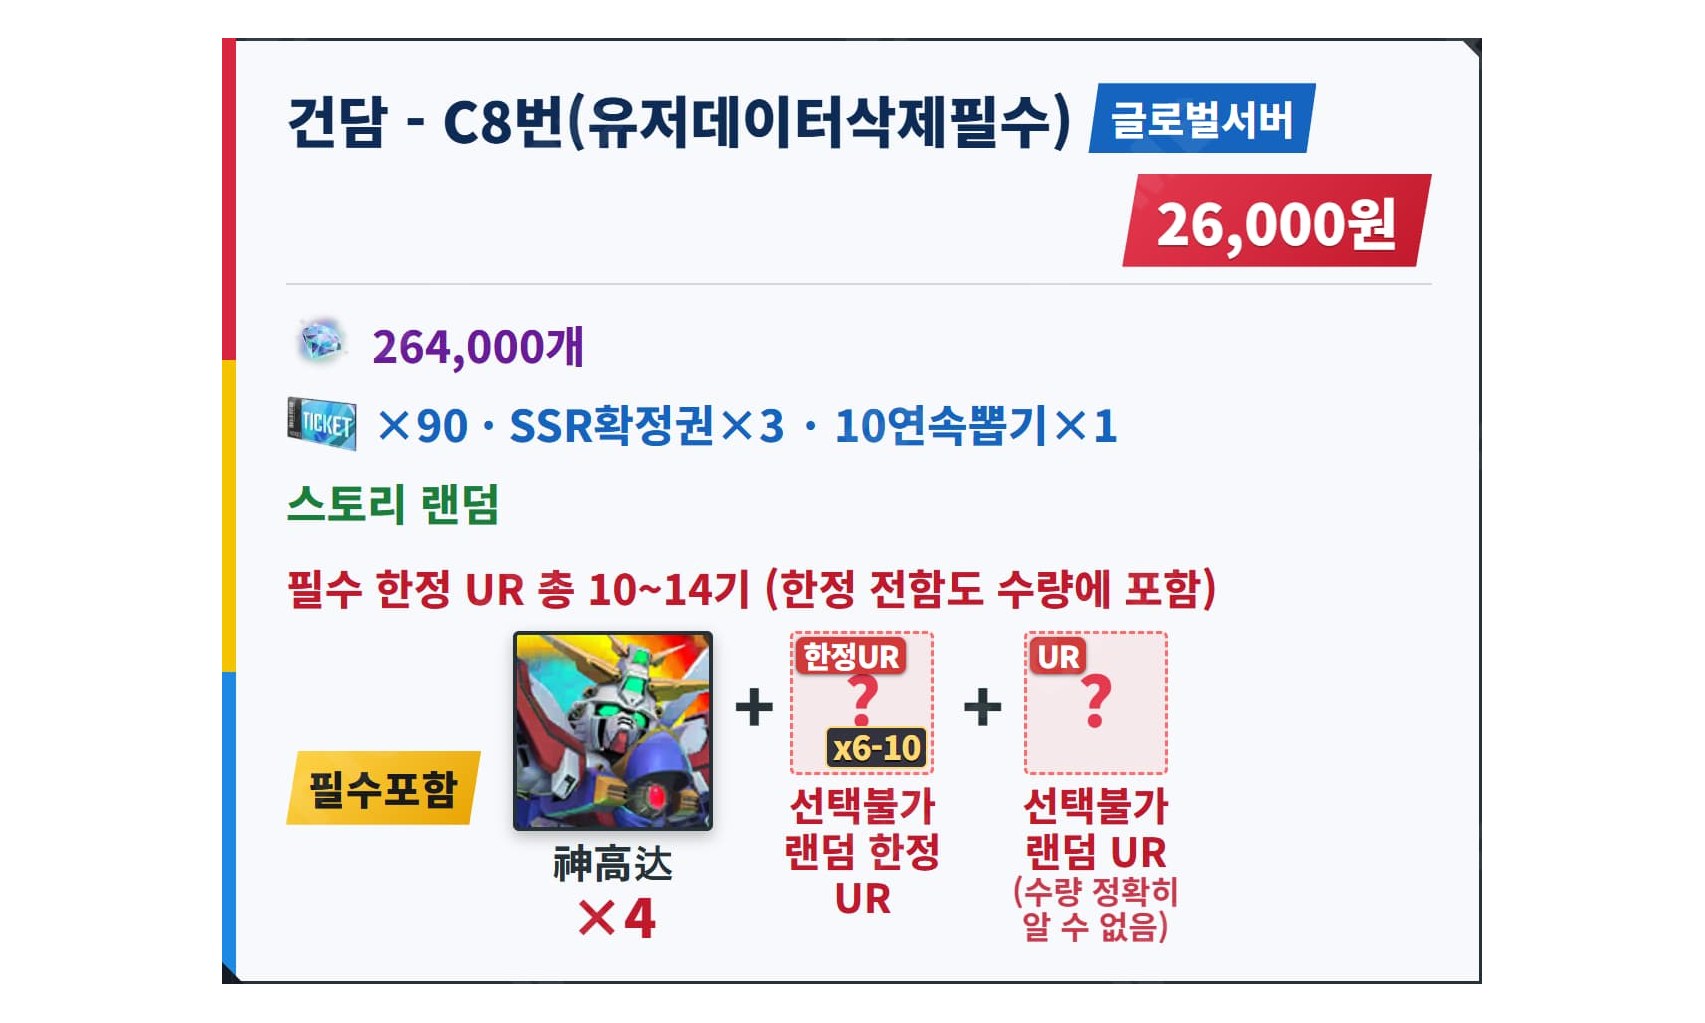 건담 - C8번(유저데이터삭제필수) 글로벌서버
26,000원
264,000개
TICKET ×90 · SSR확정권×3 · 10연속뽑기×1
스토리 랜덤
필수 한정 UR 총 10~14기 (한정 전함도 수량에 포함)
필수포함
神高达
×4
+
한정UR
?
x6-10
선택불가
랜덤 한정
UR
+
UR
?
선택불가
랜덤 UR
(수량 정확히
알 수 없음)